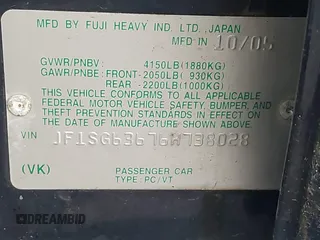 MFD BY FUJI HEAVY IND. LTD., JAPAN
MFD IN 10/05
GVWR/PNBV: 4150LB(1880KG)
GAWR/PNBE: FRONT-2050LB( 930KG)
REAR -2200LB(1000KG)
THIS VEHICLE CONFORMS TO ALL APPLICABLE
FEDERAL MOTOR VEHICLE SAFETY, BUMPER, AND
THEFT PREVENTION STANDARDS IN EFFECT ON
THE DATE OF MANUFACTURE SHOWN ABOVE.
VIN JF1SG63676W738028
(VK)
PASSENGER CAR
TYPE:PC/VT
DREAMBID